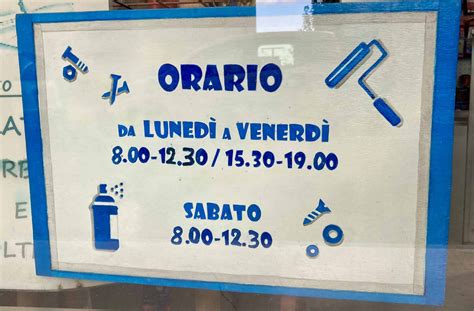 ORARIO
DA LUNEDÌ A VENERDÌ
8.00-12.30 / 15.30-19.00
SABATO
8.00-12.30